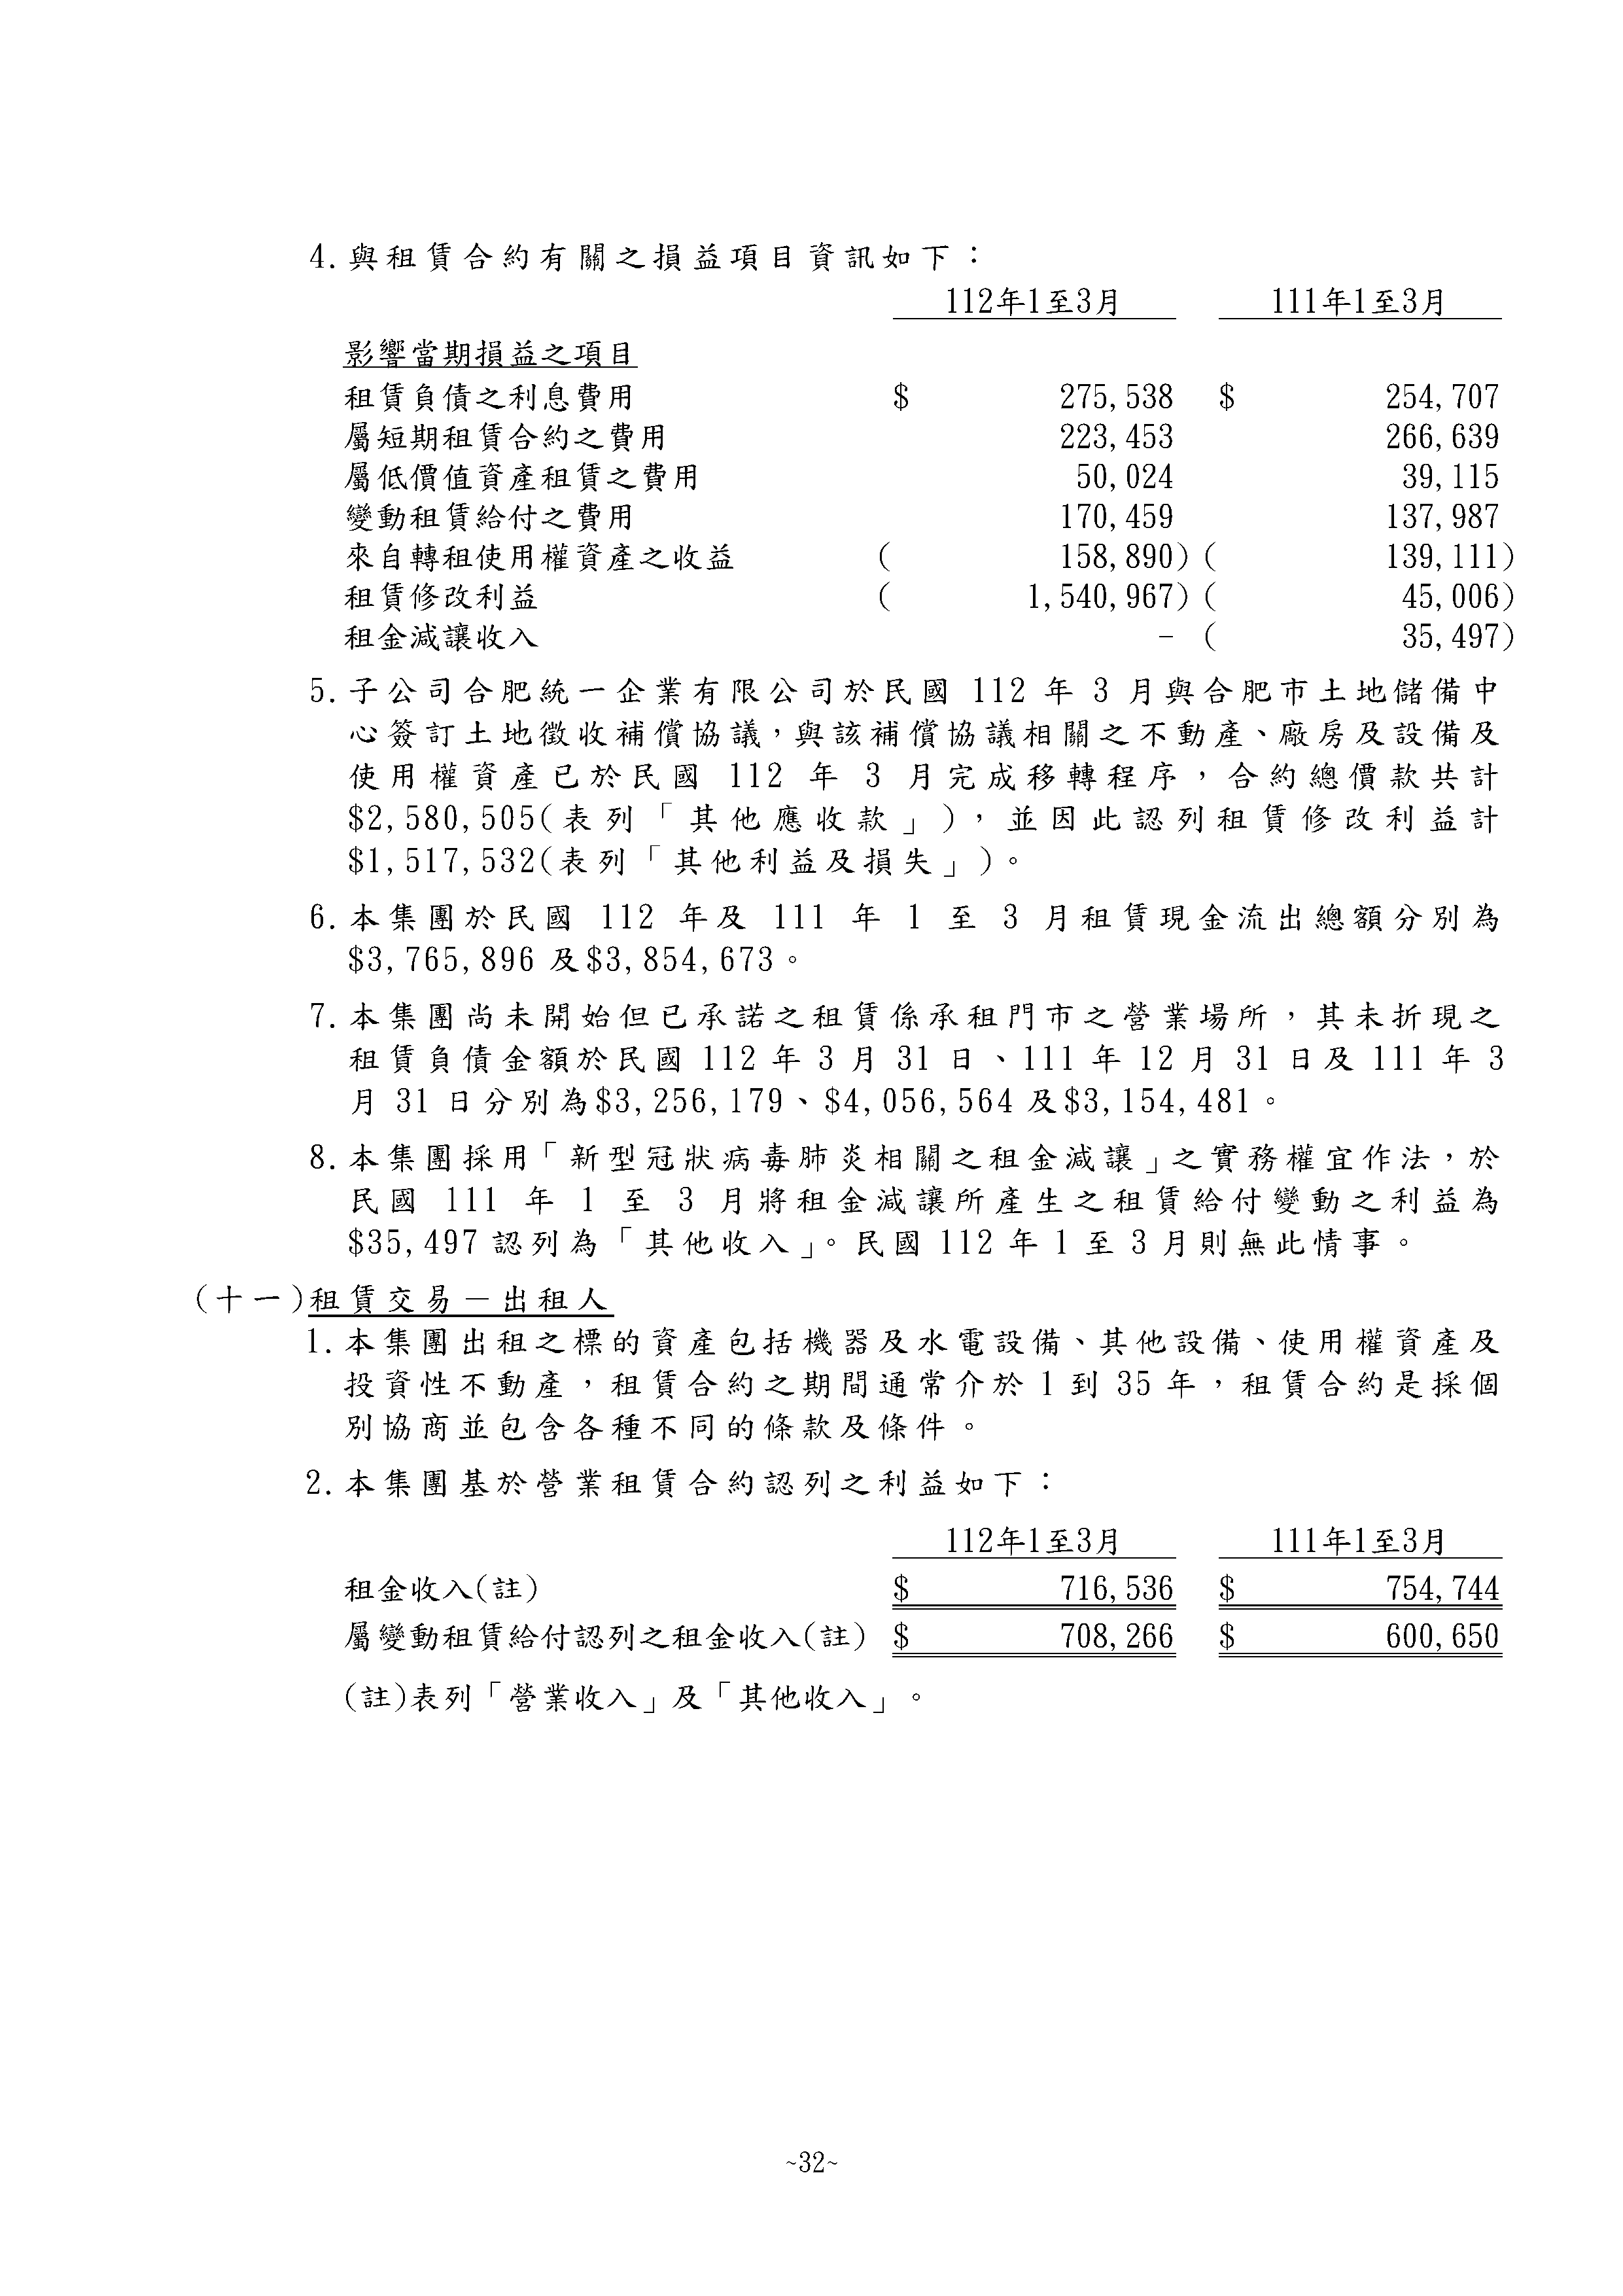 4. 與租賃合約有關之損益項目資訊如下：
112年1至3月 111年1至3月
影響當期損益之項目
租賃負債之利息費用 $ 275,538 $ 254,707
屬短期租賃合約之費用 223,453 266,639
屬低價值資產租賃之費用 50,024 39,115
變動租賃給付之費用 170,459 137,987
來自轉租使用權資產之收益 ( 158,890) ( 139,111)
租賃修改利益 ( 1,540,967) ( 45,006)
租金減讓收入 - ( 35,497)
5. 子公司合肥統一企業有限公司於民國 112 年 3 月與合肥市土地儲備中
心簽訂土地徵收補償協議，與該補償協議相關之不動產、廠房及設備及
使用權資產已於民國 112 年 3 月完成移轉程序，合約總價款共計
$2,580,505(表列「其他應收款」)，並因此認列租賃修改利益計
$1,517,532(表列「其他利益及損失」)。
6. 本集團於民國 112 年及 111 年 1 至 3 月租賃現金流出總額分別為
$3,765,896 及$3,854,673。
7. 本集團尚未開始但已承諾之租賃係承租門市之營業場所，其未折現之
租賃負債金額於民國 112 年 3 月 31 日、111 年 12 月 31 日及 111 年 3
月 31 日分別為$3,256,179、$4,056,564 及$3,154,481。
8. 本集團採用「新型冠狀病毒肺炎相關之租金減讓」之實務權宜作法，於
民國 111 年 1 至 3 月將租金減讓所產生之租賃給付變動之利益為
$35,497 認列為「其他收入」。民國 112 年 1 至 3 月則無此情事。
(十一)租賃交易－出租人
1. 本集團出租之標的資產包括機器及水電設備、其他設備、使用權資產及
投資性不動產，租賃合約之期間通常介於 1 到 35 年，租賃合約是採個
別協商並包含各種不同的條款及條件。
2. 本集團基於營業租賃合約認列之利益如下：
112年1至3月 111年1至3月
租金收入(註) $ 716,536 $ 754,744
屬變動租賃給付認列之租金收入(註) $ 708,266 $ 600,650
(註)表列「營業收入」及「其他收入」。
~32~